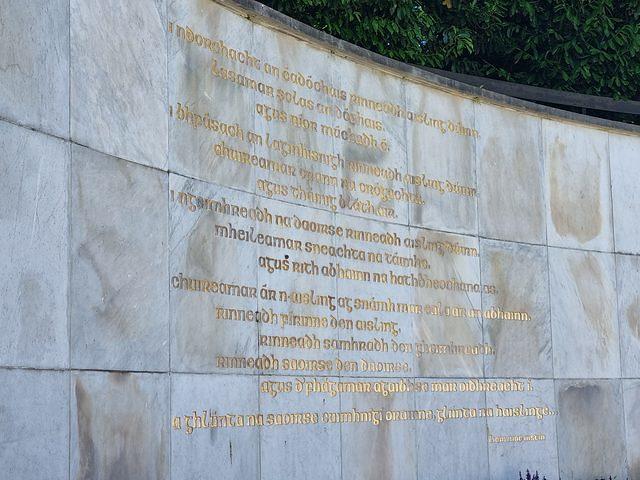 I ndorchacht an éadóchais rinneadh aisling dúinn.
Lasamar solas an dóchais.
agus níor múchadh é.
I bhfásach an lagmhisnigh rinneadh aisling dúinn.
chuireamar crann na crógachta.
agus tháinig bláth air.
I ngeimhreadh na daoirse rinneadh aisling dúinn.
mheileamar sneachta na táimhe.
agus rith abhainn na hathbheochana as.
chuireamar ár n-aisling ag snámh mar eala ar an abhainn.
rinneadh fírinne den aisling.
rinneadh samhradh den gheimhreadh.
rinneadh saoirse den daoirse.
agus d'fhágamar agaibhse mar oidhreacht í.
a ghlúnta na saoirse cuimhnígí orainne, glúnta na haislinge...
liam mac uistín